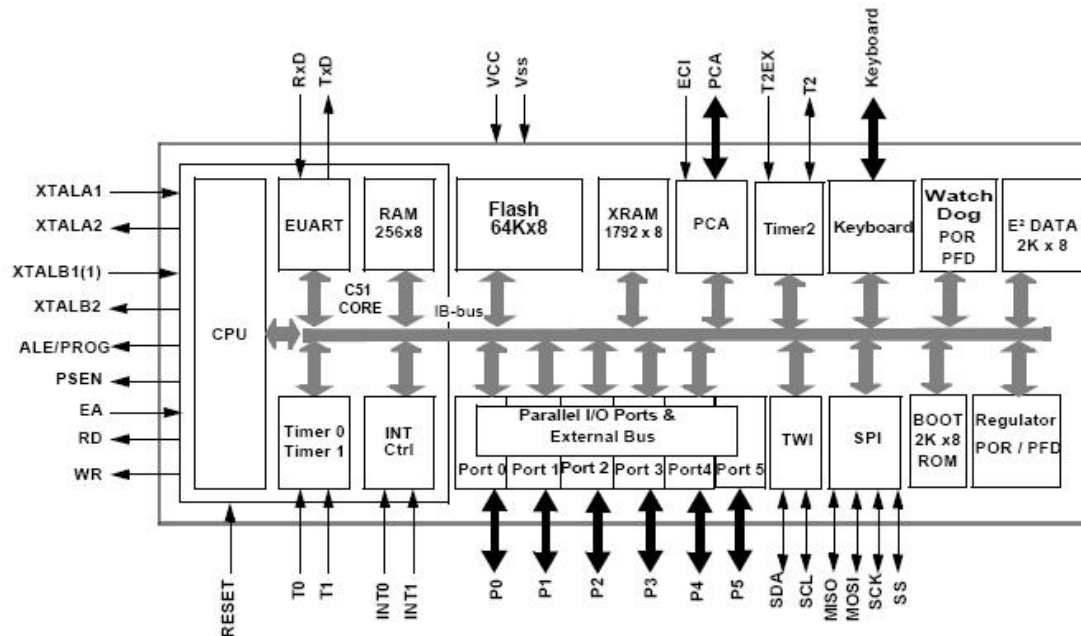 RxD
TxD
VCC
Vss
ECI
PCA
T2EX
T2
Keyboard
XTALA1
XTALA2
XTALB1(1)
XTALB2
ALE/PROG
PSEN
EA
RD
WR
CPU
EUART
RAM
256x8
Flash
64Kx8
XRAM
1792 x 8
PCA
Timer2
Keyboard
Watch
Dog
POR
PFD
E² DATA
2K x 8
C51
CORE
IB-bus
Timer 0
Timer 1
INT
Ctrl
Parallel I/O Ports &
External Bus
Port 0
Port 1
Port 2
Port 3
Port4
Port 5
TWI
SPI
BOOT
2K x8
ROM
Regulator
POR / PFD
RESET
T0
T1
INT0
INT1
P0
P1
P2
P3
P4
P5
SDA
SCL
MISO
MOSI
SCK
SS